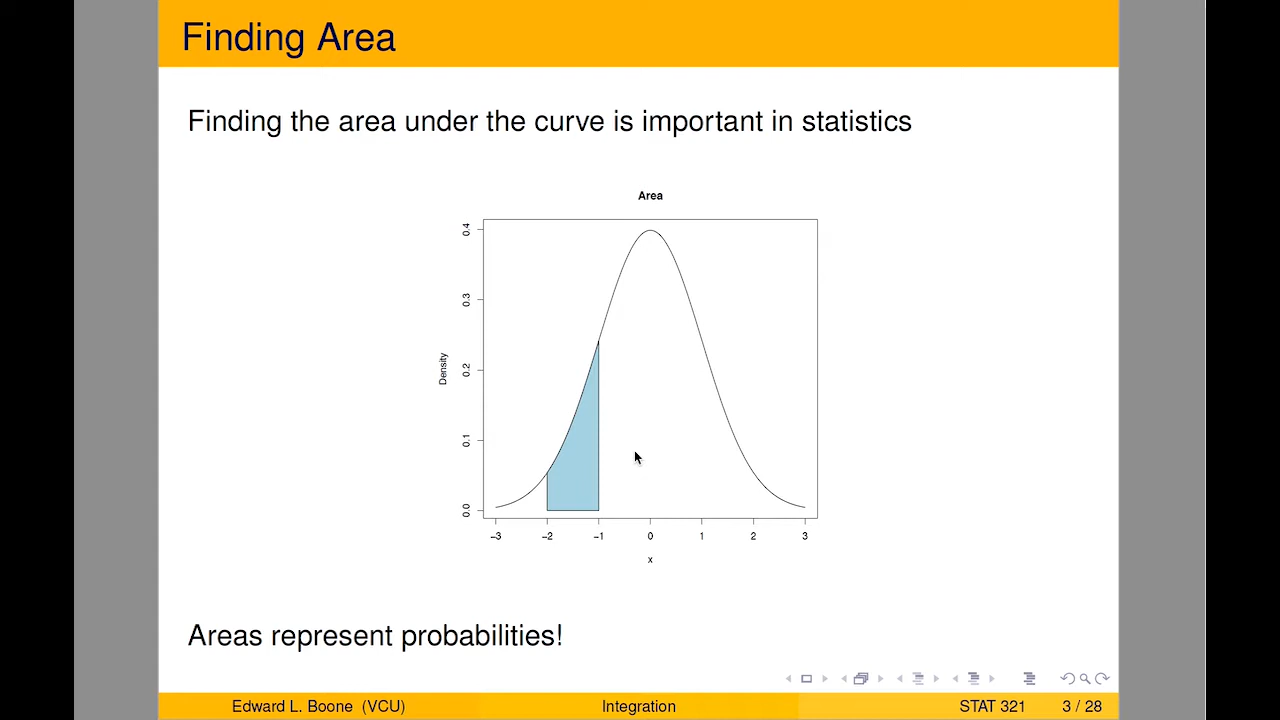 Finding Area
Finding the area under the curve is important in statistics
Area
0.4
0.3
0.2
0.1
0.0
Density
−3 −2 −1 0 1 2 3
x
Areas represent probabilities!
Edward L. Boone (VCU) Integration STAT 321 3 / 28